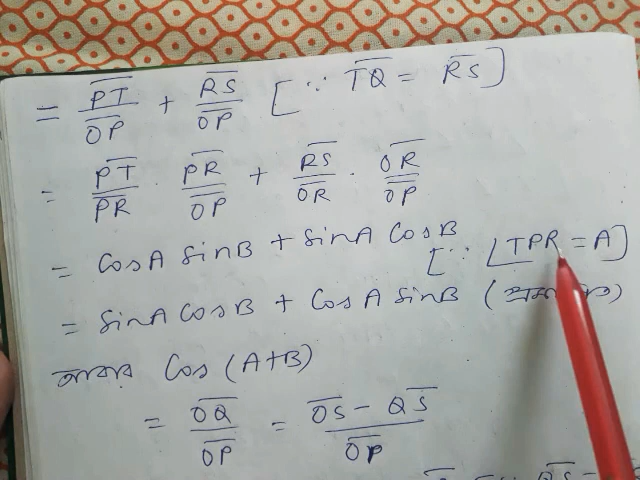 = PT̅/OP̅ + RS̅/OP̅ [∵ TQ̅ = RS̅]
= PT̅/PR̅ · PR̅/OP̅ + RS̅/OR̅ · OR̅/OP̅
= CosA SinB + SinA CosB [∵ ∠TPR = A]
= SinA CosB + CosA SinB
আবার Cos (A+B)
= OQ̅/OP̅ = OS̅ - QS̅/OP̅